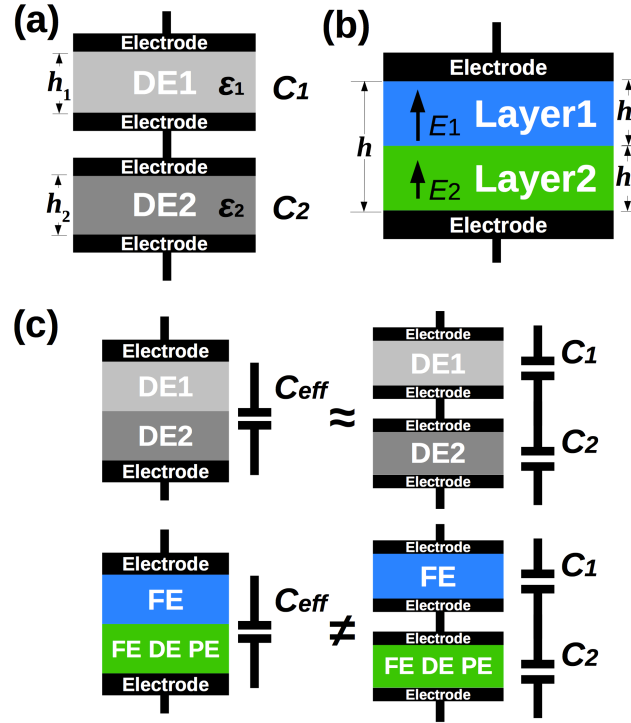 (a)
Electrode
h1
DE1
ε1
C1
Electrode
Electrode
h2
DE2
ε2
C2
Electrode
(b)
Electrode
h
E1
Layer1
h
E2
Layer2
h
Electrode
(c)
Electrode
DE1
DE2
Electrode
Ceff
≈
Electrode
DE1
Electrode
Electrode
DE2
Electrode
C1
C2
Electrode
FE
FE DE PE
Electrode
Ceff
≠
Electrode
FE
Electrode
Electrode
FE DE PE
Electrode
C1
C2